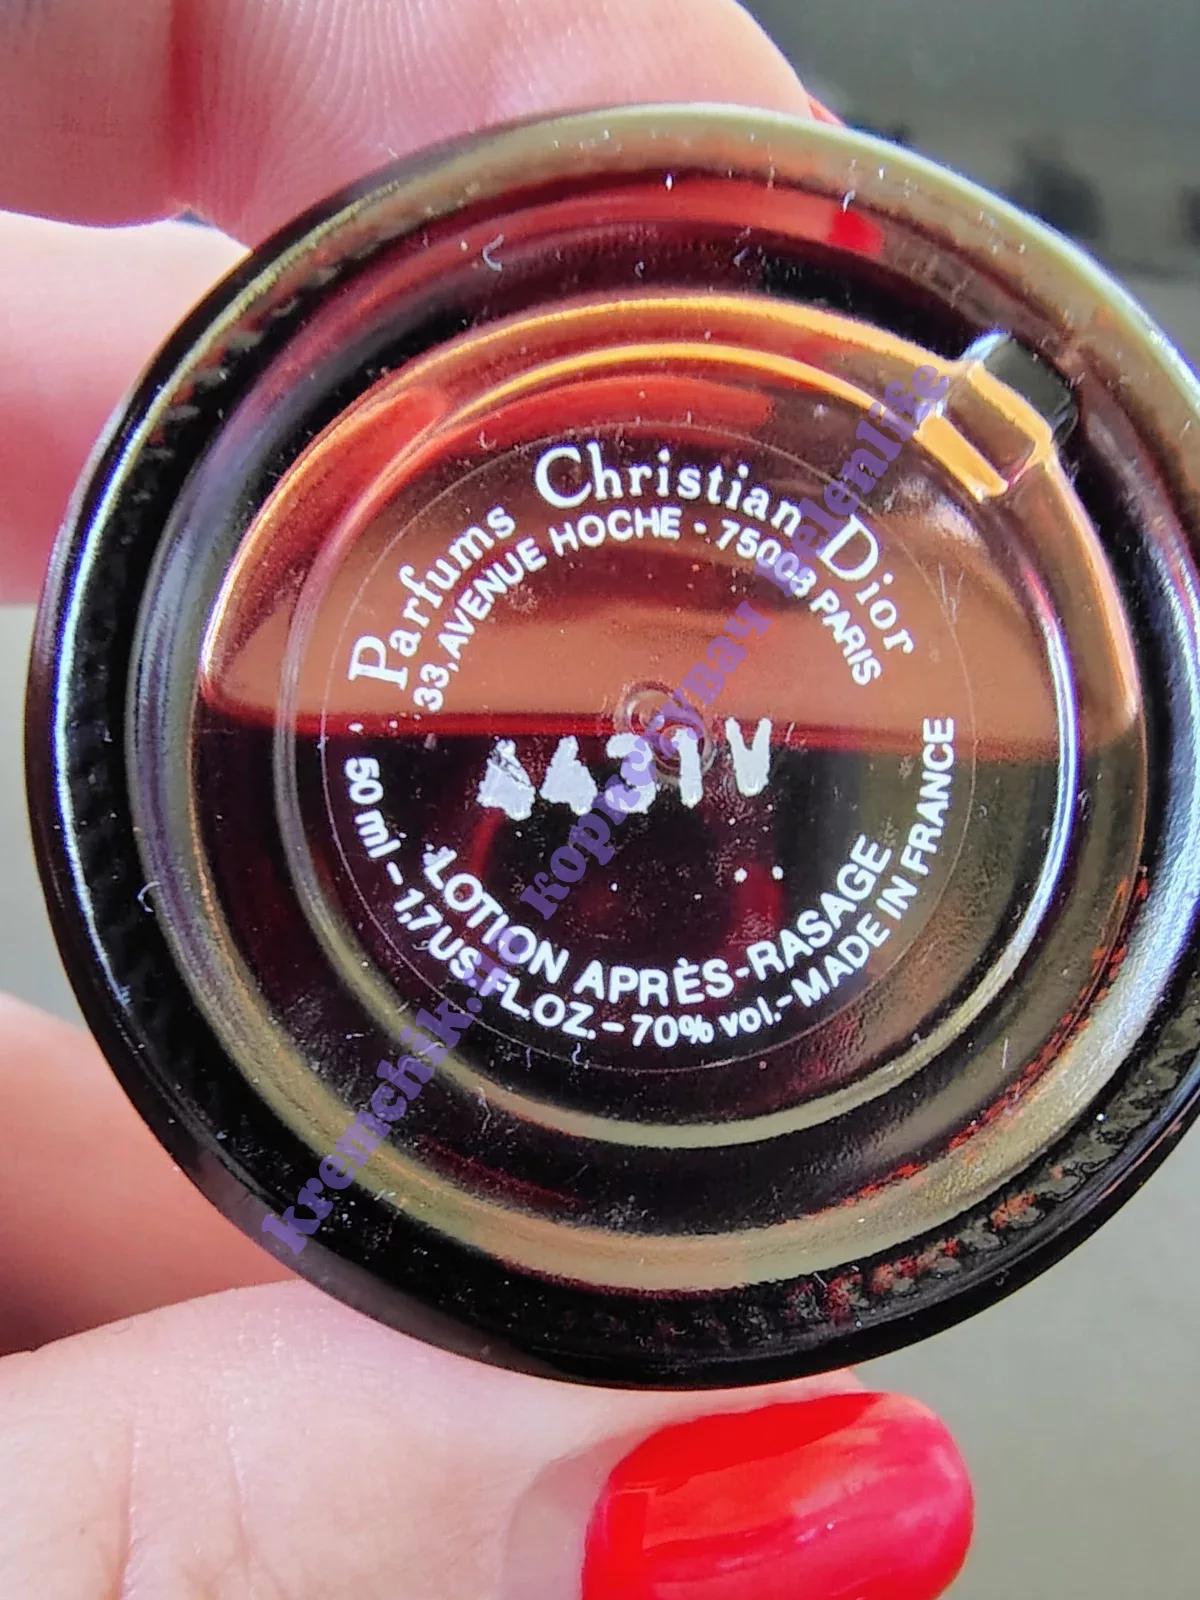 Parfums Christian Dior
33, AVENUE HOCHE - 75008 PARIS
LOTION APRÈS-RASAGE
50 ml - 1,7 US.FL.OZ. - 70% vol. - MADE IN FRANCE